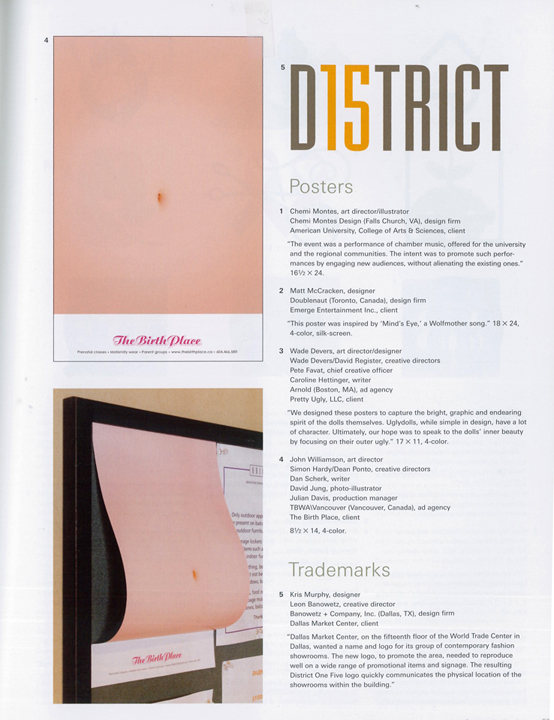 4
The Birth Place
Prenatal classes • Maternity wear • Parent groups • www.thebirthplace.ca •
The Birth Place
5
D15TRICT
Posters
1 Chemi Montes, art director/illustrator
Chemi Montes Design (Falls Church, VA), design firm
American University, College of Arts & Sciences, client
"The event was a performance of chamber music, offered for the university
and the regional communities. The intent was to promote such perfor-
mances by engaging new audiences, without alienating the existing ones."
16½ × 24.
2 Matt McCracken, designer
Doublenaut (Toronto, Canada), design firm
Emerge Entertainment Inc., client
"This poster was inspired by 'Mind's Eye,' a Wolfmother song." 18 × 24,
4-color, silk-screen.
3 Wade Devers, art director/designer
Wade Devers/David Register, creative directors
Pete Favat, chief creative officer
Caroline Hettinger, writer
Arnold (Boston, MA), ad agency
Pretty Ugly, LLC, client
"We designed these posters to capture the bright, graphic and endearing
spirit of the dolls themselves. Uglydolls, while simple in design, have a lot
of character. Ultimately, our hope was to speak to the dolls' inner beauty
by focusing on their outer ugly." 17 × 11, 4-color.
4 John Williamson, art director
Simon Hardy/Dean Ponto, creative directors
Dan Scherk, writer
David Jung, photo-illustrator
Julian Davis, production manager
TBWA\Vancouver (Vancouver, Canada), ad agency
The Birth Place, client
8½ × 14, 4-color.
Trademarks
5 Kris Murphy, designer
Leon Banowetz, creative director
Banowetz + Company, Inc. (Dallas, TX), design firm
Dallas Market Center, client
"Dallas Market Center, on the fifteenth floor of the World Trade Center in
Dallas, wanted a name and logo for its group of contemporary fashion
showrooms. The new logo, to promote the area, needed to reproduce
well on a wide range of promotional items and signage. The resulting
District One Five logo quickly communicates the physical location of the
showrooms within the building."